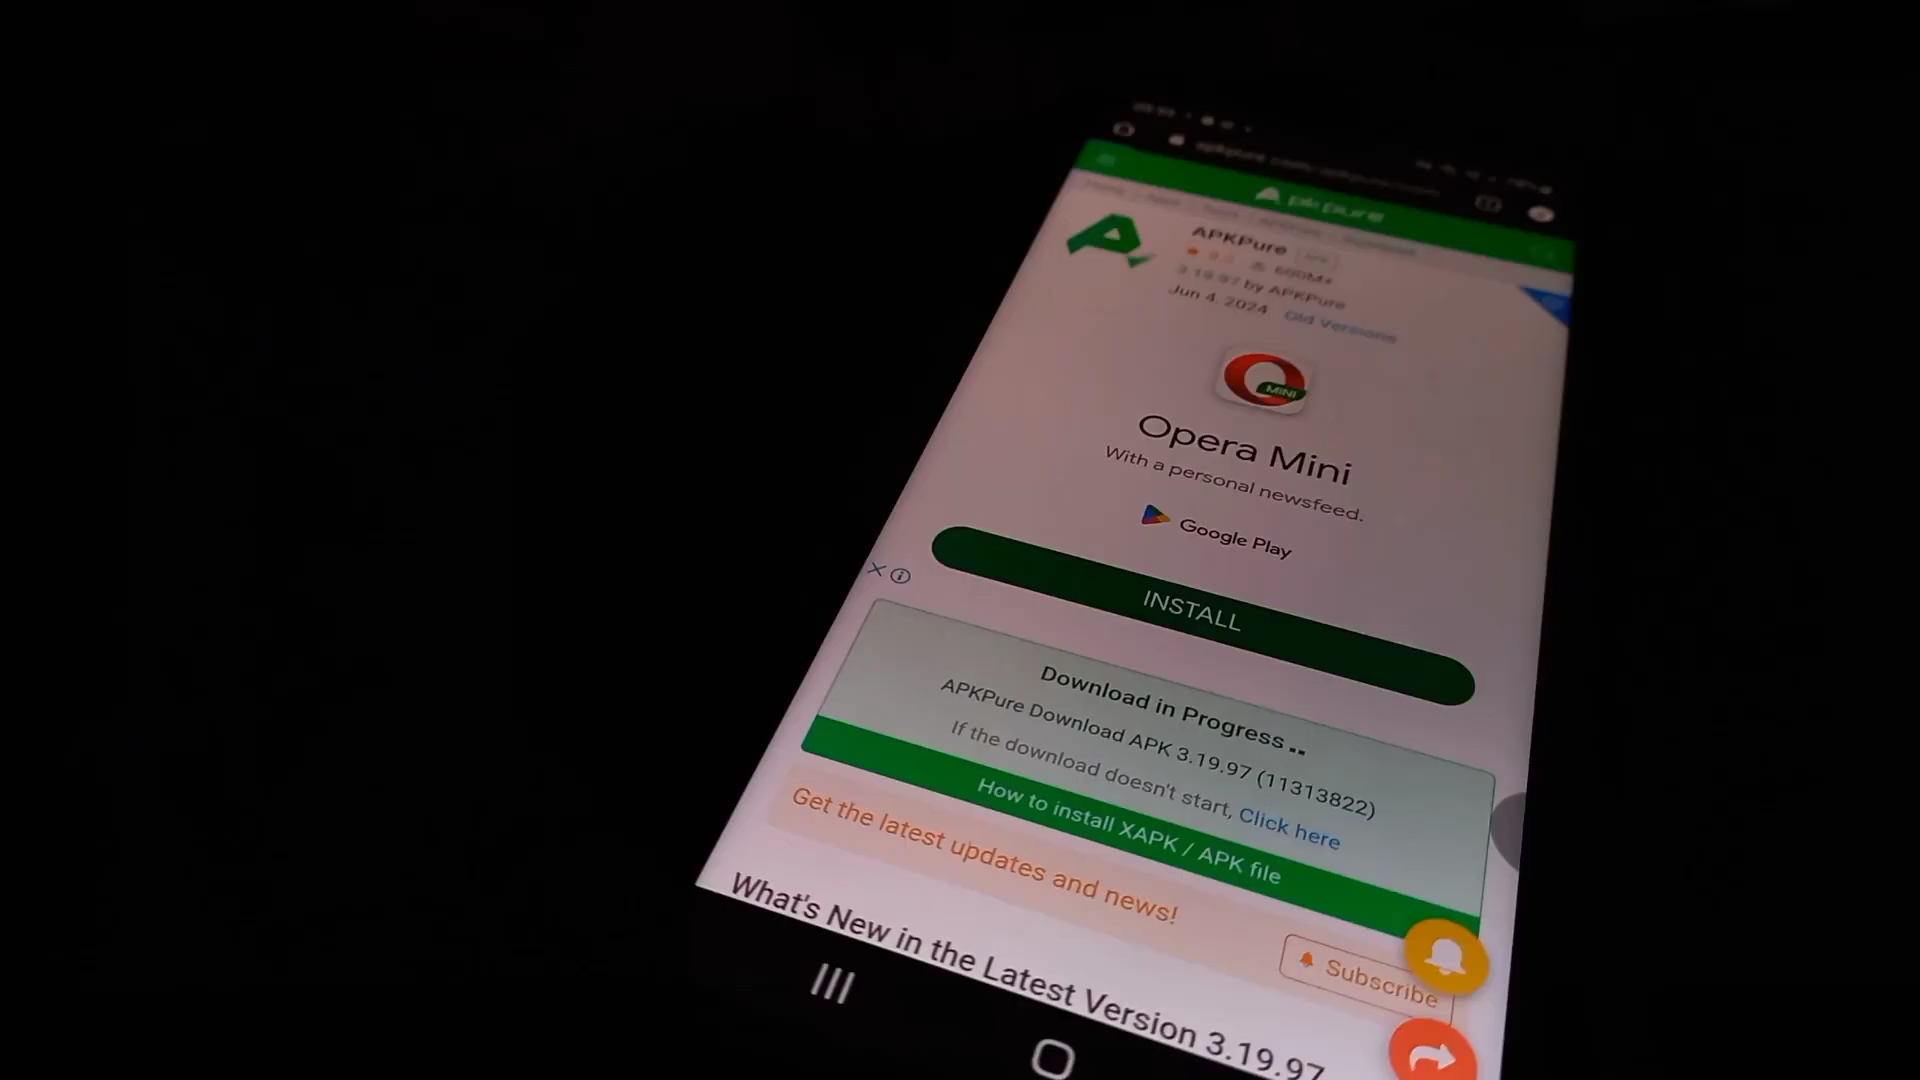 pkpure
APKPure
600M+
3.19.97 by APKPure
Jun 4, 2024 Old Versions
MINI
Opera Mini
With a personal newsfeed.
Google Play
INSTALL
Download in Progress ..
APKPure Download APK 3.19.97 (11313822)
If the download doesn't start, Click here
How to install XAPK / APK file
Get the latest updates and news!
Subscribe
What's New in the Latest Version 3.19.97